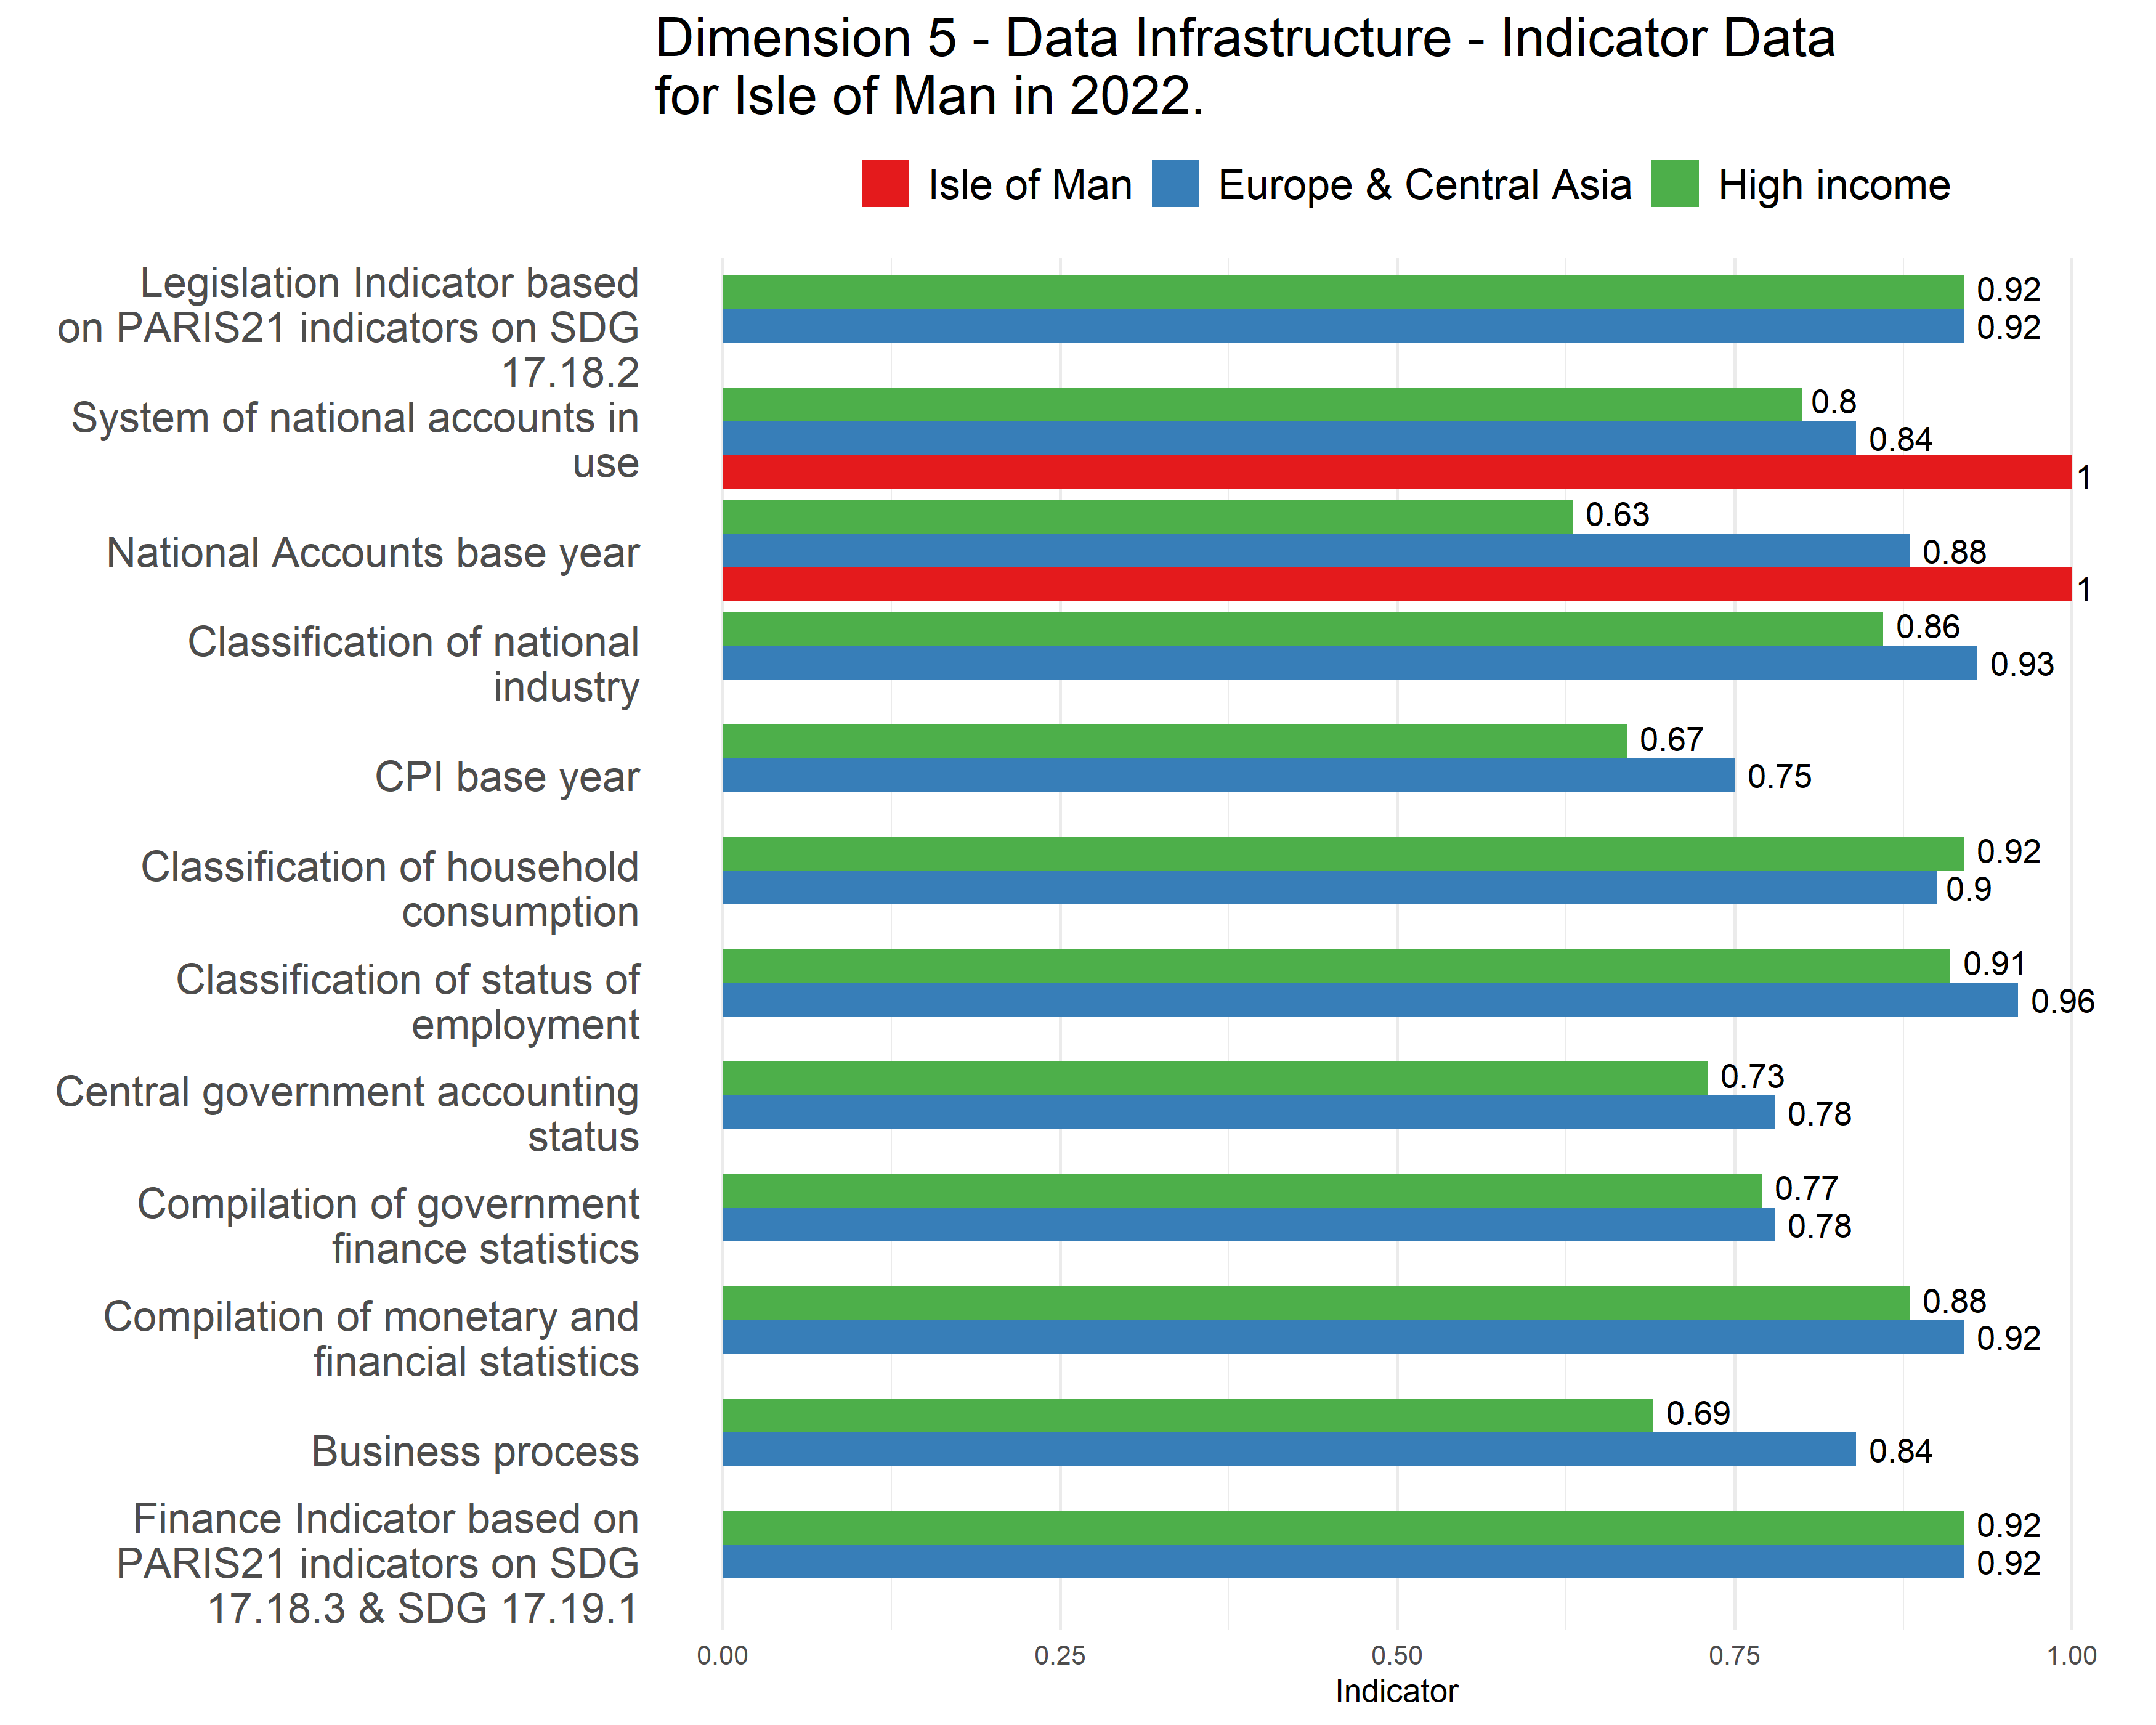 Dimension 5 - Data Infrastructure - Indicator Data
for Isle of Man in 2022.
Isle of Man
Europe & Central Asia
High income
Legislation Indicator based
on PARIS21 indicators on SDG
17.18.2
0.92
0.92
System of national accounts in
use
0.8
0.84
1
National Accounts base year
0.63
0.88
1
Classification of national
industry
0.86
0.93
CPI base year
0.67
0.75
Classification of household
consumption
0.92
0.9
Classification of status of
employment
0.91
0.96
Central government accounting
status
0.73
0.78
Compilation of government
finance statistics
0.77
0.78
Compilation of monetary and
financial statistics
0.88
0.92
Business process
0.69
0.84
Finance Indicator based on
PARIS21 indicators on SDG
17.18.3 & SDG 17.19.1
0.92
0.92
0.00
0.25
0.50
0.75
1.00
Indicator